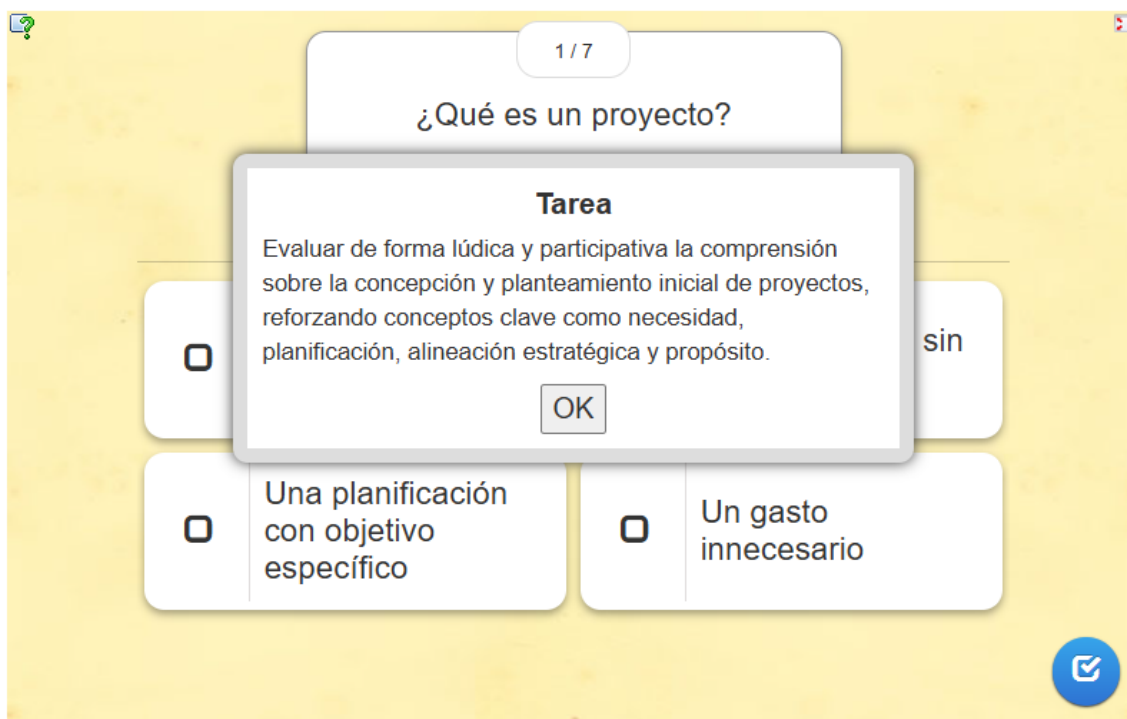 1 / 7
¿Qué es un proyecto?
Tarea
Evaluar de forma lúdica y participativa la comprensión
sobre la concepción y planteamiento inicial de proyectos,
reforzando conceptos clave como necesidad,
planificación, alineación estratégica y propósito.
OK
sin
Una planificación
con objetivo
específico
Un gasto
innecesario